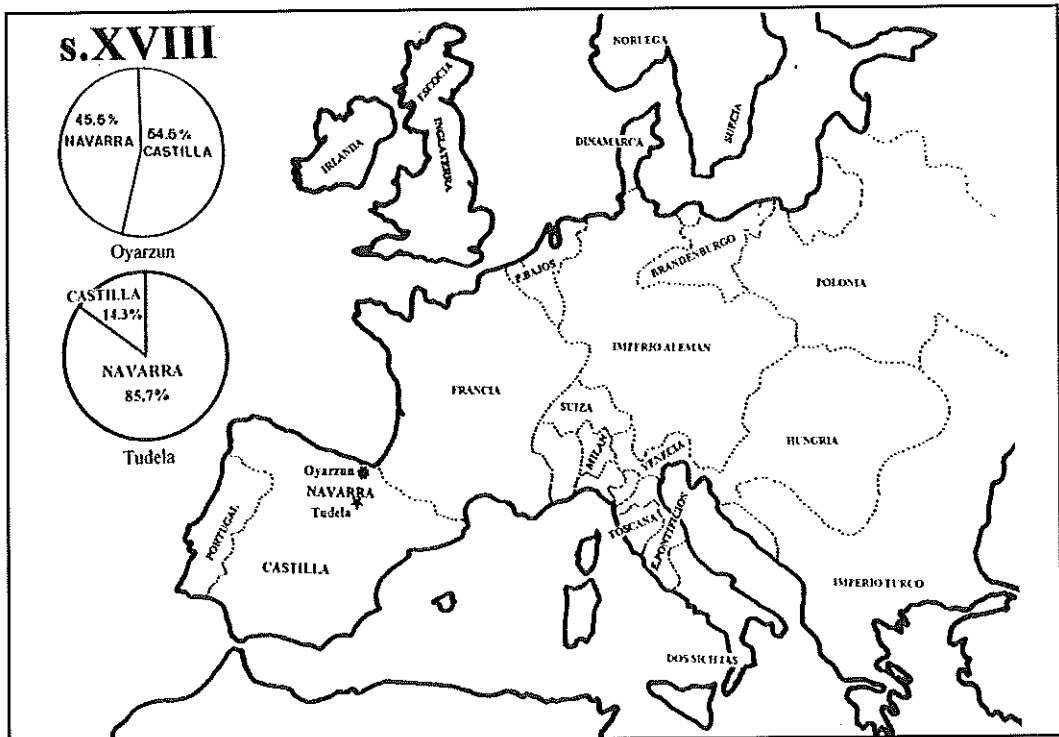 s.XVIII
45.5%
NAVARRA
54.5%
CASTILLA
Oyarzun
CASTILLA
14.3%
NAVARRA
85.7%
Tudela
NORUEGA
SUECIA
DINAMARCA
ESCOCIA
IRLANDA
INGLATERRA
P.BAJOS
BRANDENBURGO
POLONIA
IMPERIO ALEMAN
FRANCIA
SUIZA
MILAN
VENECIA
HUNGRIA
Oyarzun
NAVARRA
Tudela
PORTUGAL
CASTILLA
TOSCANA
E.PONTIFICIOS
IMPERIO TURCO
DOS SICILIAS